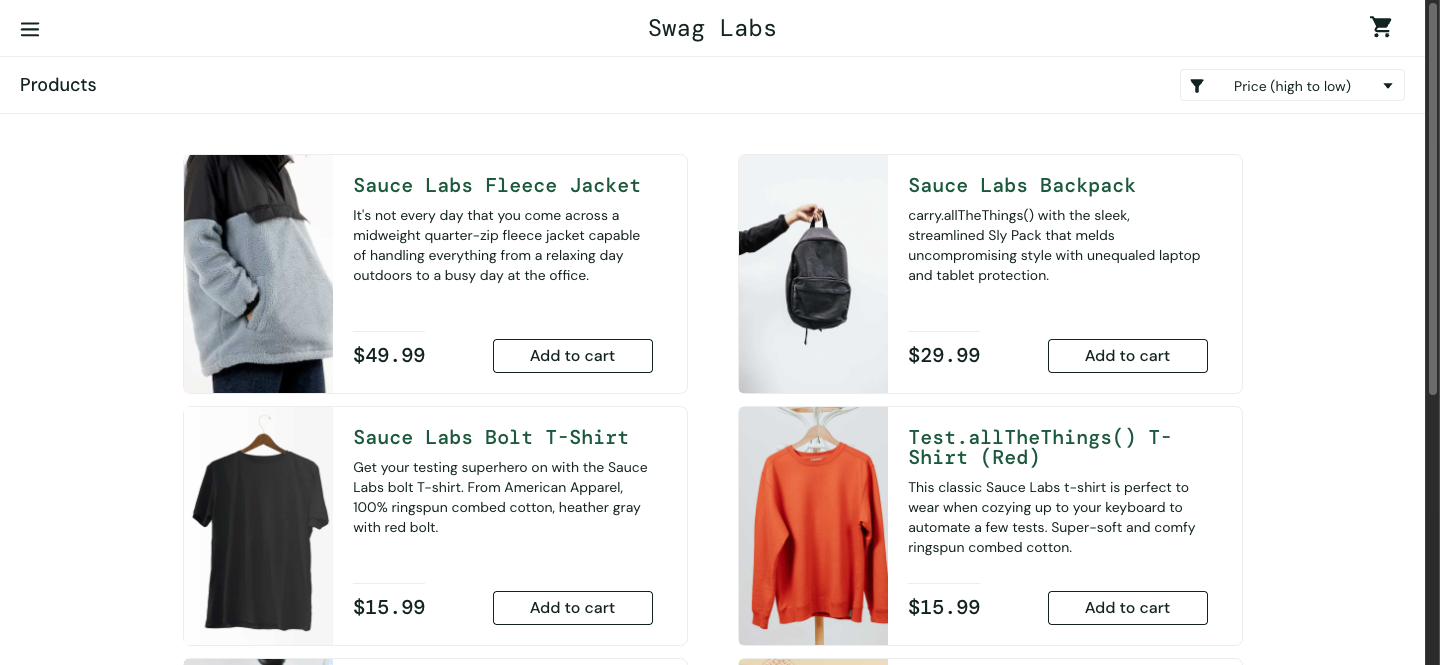 Swag Labs
Products
Price (high to low)
Sauce Labs Fleece Jacket
It's not every day that you come across a
midweight quarter-zip fleece jacket capable
of handling everything from a relaxing day
outdoors to a busy day at the office.
$49.99
Add to cart
Sauce Labs Backpack
carry.allTheThings() with the sleek,
streamlined Sly Pack that melds
uncompromising style with unequaled laptop
and tablet protection.
$29.99
Add to cart
Sauce Labs Bolt T-Shirt
Get your testing superhero on with the Sauce
Labs bolt T-shirt. From American Apparel,
100% ringspun combed cotton, heather gray
with red bolt.
$15.99
Add to cart
Test.allTheThings() T-
Shirt (Red)
This classic Sauce Labs t-shirt is perfect to
wear when cozying up to your keyboard to
automate a few tests. Super-soft and comfy
ringspun combed cotton.
$15.99
Add to cart